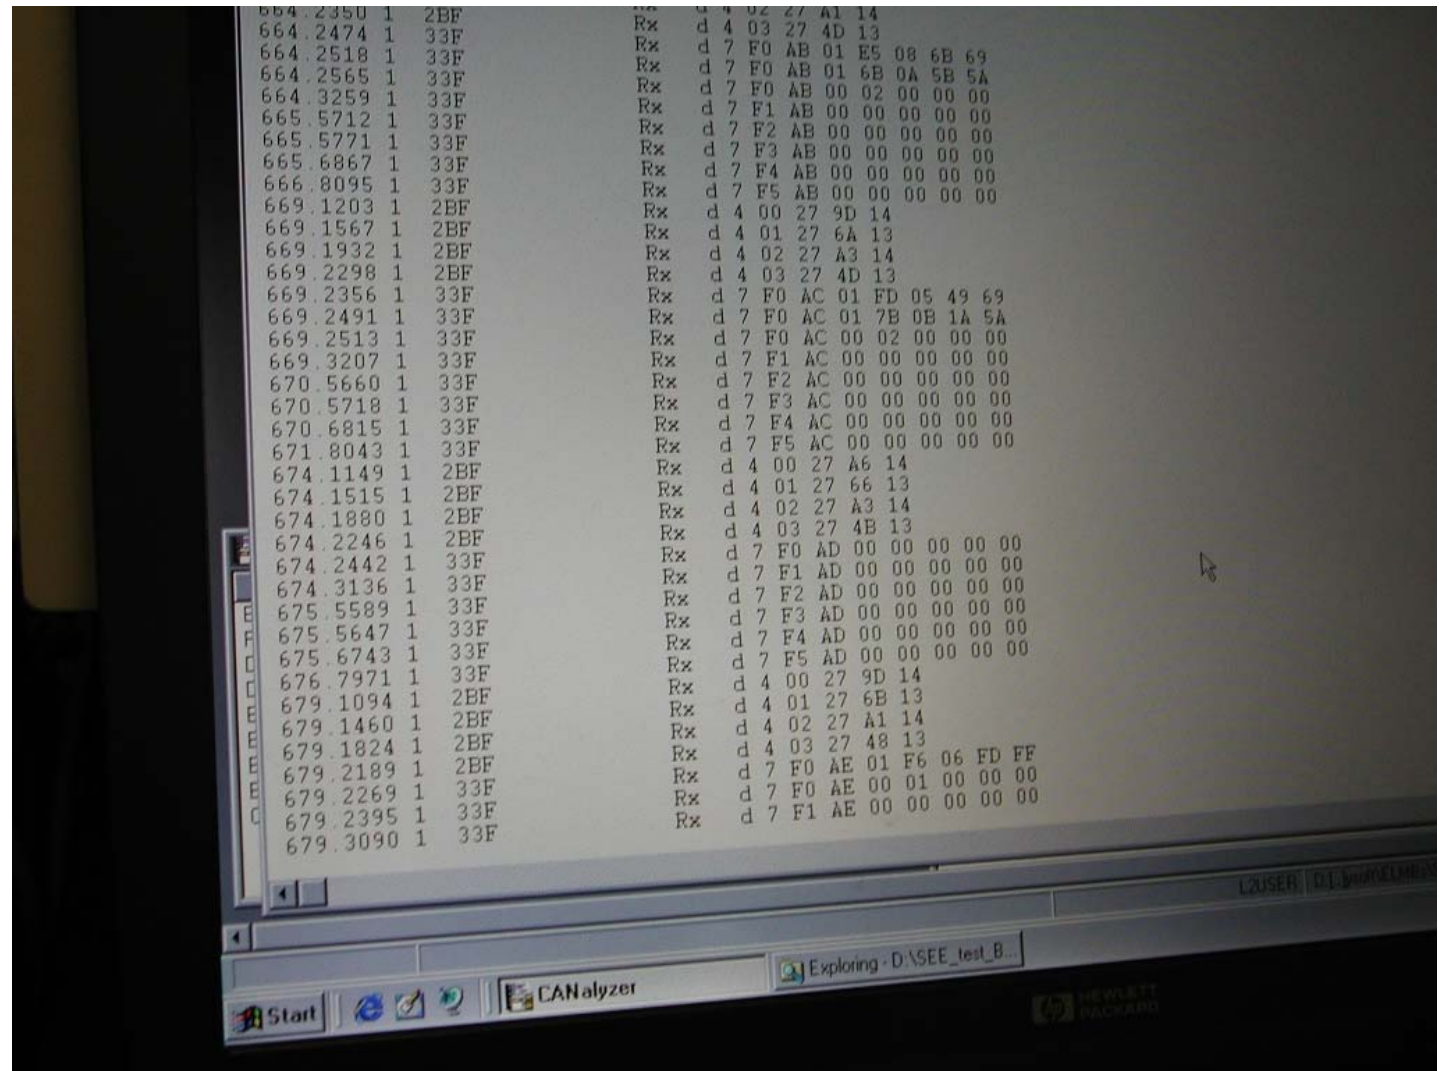 d 4 02 27 A1 14
664.2350 1 2BF Rx d 4 03 27 4D 13
664.2474 1 33F Rx d 7 F0 AB 01 E5 08 6B 69
664.2518 1 33F Rx d 7 F0 AB 01 6B 0A 5B 5A
664.2565 1 33F Rx d 7 F0 AB 00 02 00 00 00
664.3259 1 33F Rx d 7 F1 AB 00 00 00 00 00
665.5712 1 33F Rx d 7 F2 AB 00 00 00 00 00
665.5771 1 33F Rx d 7 F3 AB 00 00 00 00 00
665.6867 1 33F Rx d 7 F4 AB 00 00 00 00 00
666.8095 1 33F Rx d 7 F5 AB 00 00 00 00 00
669.1203 1 2BF Rx d 4 00 27 9D 14
669.1567 1 2BF Rx d 4 01 27 6A 13
669.1932 1 2BF Rx d 4 02 27 A3 14
669.2298 1 2BF Rx d 4 03 27 4D 13
669.2356 1 33F Rx d 7 F0 AC 01 FD 05 49 69
669.2491 1 33F Rx d 7 F0 AC 01 7B 0B 1A 5A
669.2513 1 33F Rx d 7 F0 AC 00 02 00 00 00
669.3207 1 33F Rx d 7 F1 AC 00 00 00 00 00
670.5660 1 33F Rx d 7 F2 AC 00 00 00 00 00
670.5718 1 33F Rx d 7 F3 AC 00 00 00 00 00
670.6815 1 33F Rx d 7 F4 AC 00 00 00 00 00
671.8043 1 33F Rx d 7 F5 AC 00 00 00 00 00
674.1149 1 2BF Rx d 4 00 27 A6 14
674.1515 1 2BF Rx d 4 01 27 66 13
674.1880 1 2BF Rx d 4 02 27 A3 14
674.2246 1 2BF Rx d 4 03 27 4B 13
674.2442 1 33F Rx d 7 F0 AD 00 00 00 00 00
674.3136 1 33F Rx d 7 F1 AD 00 00 00 00 00
675.5589 1 33F Rx d 7 F2 AD 00 00 00 00 00
675.5647 1 33F Rx d 7 F3 AD 00 00 00 00 00
675.6743 1 33F Rx d 7 F4 AD 00 00 00 00 00
676.7971 1 33F Rx d 7 F5 AD 00 00 00 00 00
679.1094 1 2BF Rx d 4 00 27 9D 14
679.1460 1 2BF Rx d 4 01 27 6B 13
679.1824 1 2BF Rx d 4 02 27 A1 14
679.2189 1 2BF Rx d 4 03 27 48 13
679.2269 1 33F Rx d 7 F0 AE 01 F6 06 FD FF
679.2395 1 33F Rx d 7 F0 AE 00 01 00 00 00
679.3090 1 33F Rx d 7 F1 AE 00 00 00 00 00
L2USER
Start CANalyzer Exploring - D:\SEE_test_B...
hp HEWLETT
PACKARD